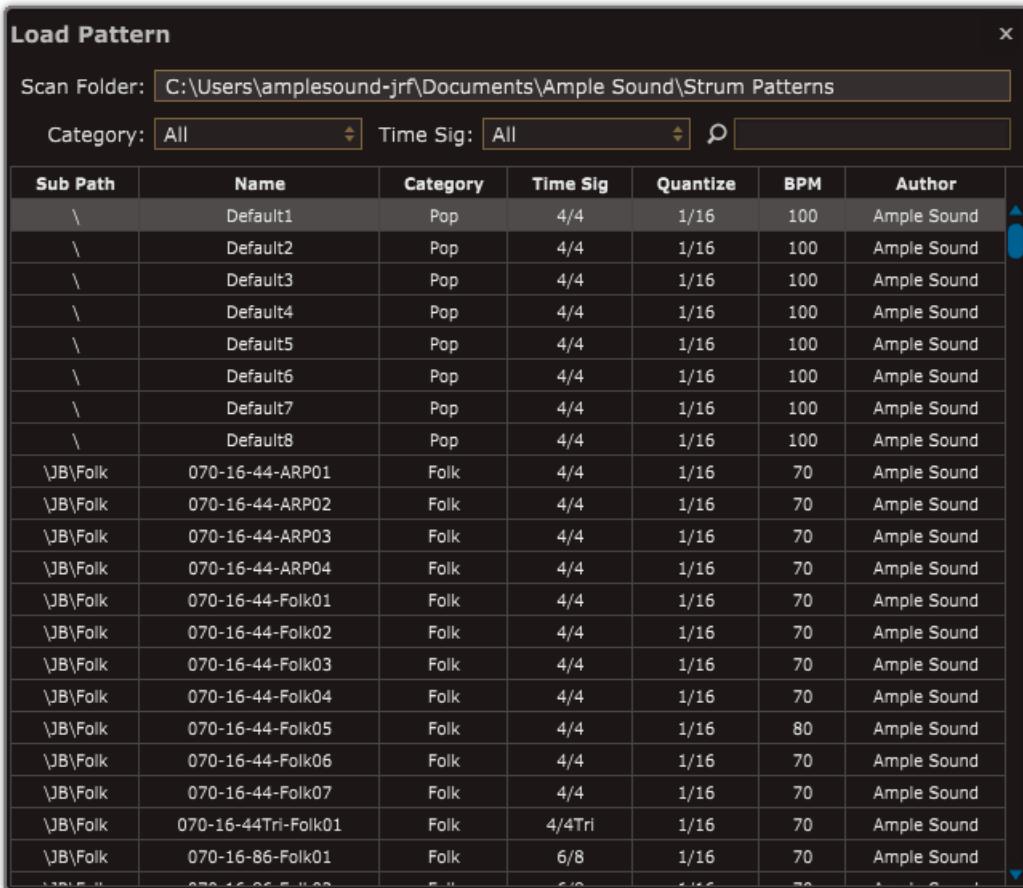 Load Pattern x
Scan Folder: C:\Users\amplesound-jrf\Documents\Ample Sound\Strum Patterns
Category: All Time Sig: All
Sub Path Name Category Time Sig Quantize BPM Author
\ Default1 Pop 4/4 1/16 100 Ample Sound
\ Default2 Pop 4/4 1/16 100 Ample Sound
\ Default3 Pop 4/4 1/16 100 Ample Sound
\ Default4 Pop 4/4 1/16 100 Ample Sound
\ Default5 Pop 4/4 1/16 100 Ample Sound
\ Default6 Pop 4/4 1/16 100 Ample Sound
\ Default7 Pop 4/4 1/16 100 Ample Sound
\ Default8 Pop 4/4 1/16 100 Ample Sound
\JB\Folk 070-16-44-ARP01 Folk 4/4 1/16 70 Ample Sound
\JB\Folk 070-16-44-ARP02 Folk 4/4 1/16 70 Ample Sound
\JB\Folk 070-16-44-ARP03 Folk 4/4 1/16 70 Ample Sound
\JB\Folk 070-16-44-ARP04 Folk 4/4 1/16 70 Ample Sound
\JB\Folk 070-16-44-Folk01 Folk 4/4 1/16 70 Ample Sound
\JB\Folk 070-16-44-Folk02 Folk 4/4 1/16 70 Ample Sound
\JB\Folk 070-16-44-Folk03 Folk 4/4 1/16 70 Ample Sound
\JB\Folk 070-16-44-Folk04 Folk 4/4 1/16 70 Ample Sound
\JB\Folk 070-16-44-Folk05 Folk 4/4 1/16 80 Ample Sound
\JB\Folk 070-16-44-Folk06 Folk 4/4 1/16 70 Ample Sound
\JB\Folk 070-16-44-Folk07 Folk 4/4 1/16 70 Ample Sound
\JB\Folk 070-16-44Tri-Folk01 Folk 4/4Tri 1/16 70 Ample Sound
\JB\Folk 070-16-86-Folk01 Folk 6/8 1/16 70 Ample Sound